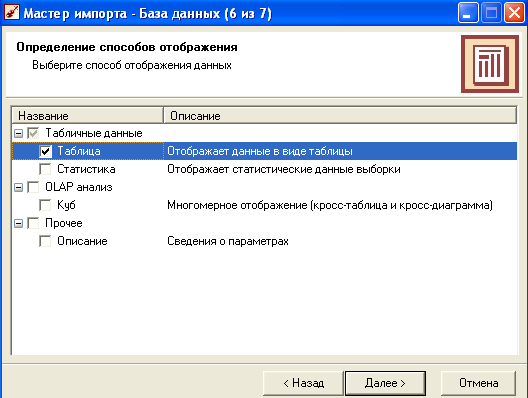 Мастер импорта - База данных (6 из 7)
Определение способов отображения
Выберите способ отображения данных
Название Описание
Табличные данные
Таблица Отображает данные в виде таблицы
Статистика Отображает статистические данные выборки
OLAP анализ
Куб Многомерное отображение (кросс-таблица и кросс-диаграмма)
Прочее
Описание Сведения о параметрах
< Назад Далее > Отмена